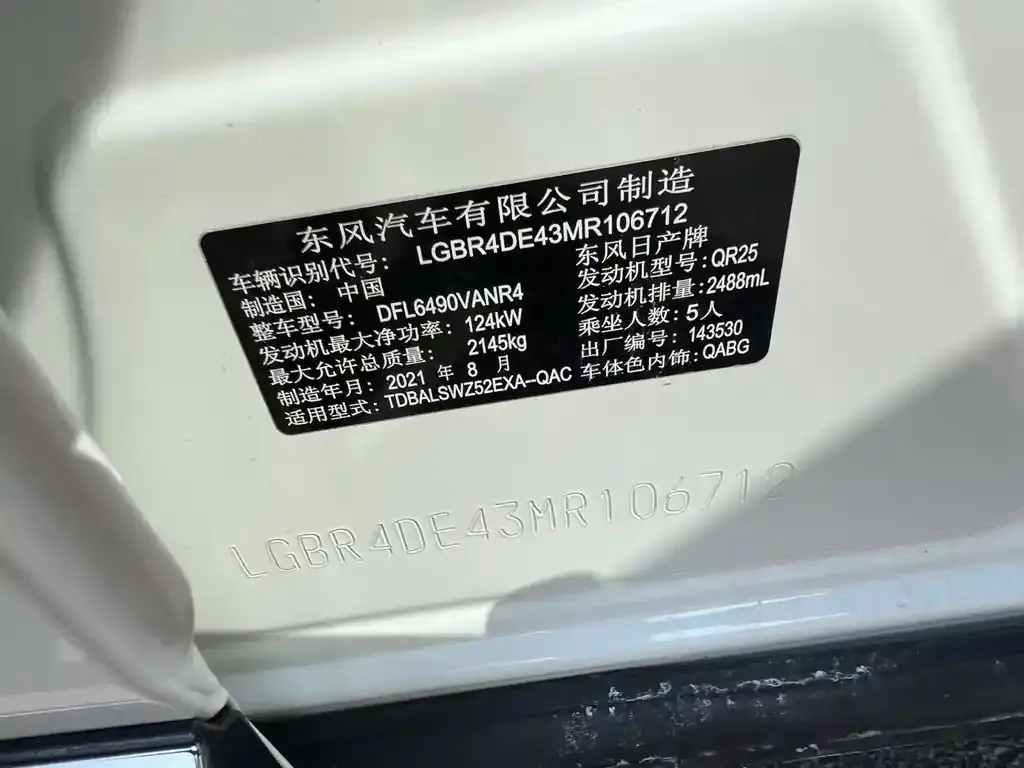 东风汽车有限公司制造
车辆识别代号: LGBR4DE43MR106712
制造国: 中国 东风日产牌
整车型号: DFL6490VANR4 发动机型号:QR25
发动机最大净功率: 124kW 发动机排量:2488mL
最大允许总质量: 2145kg 乘坐人数:5人
制造年月: 2021 年 8 月 出厂编号: 143530
适用型式: TDBALSWZ52EXA-QAC 车体色内饰:QABG
LGBR4DE43MR106712